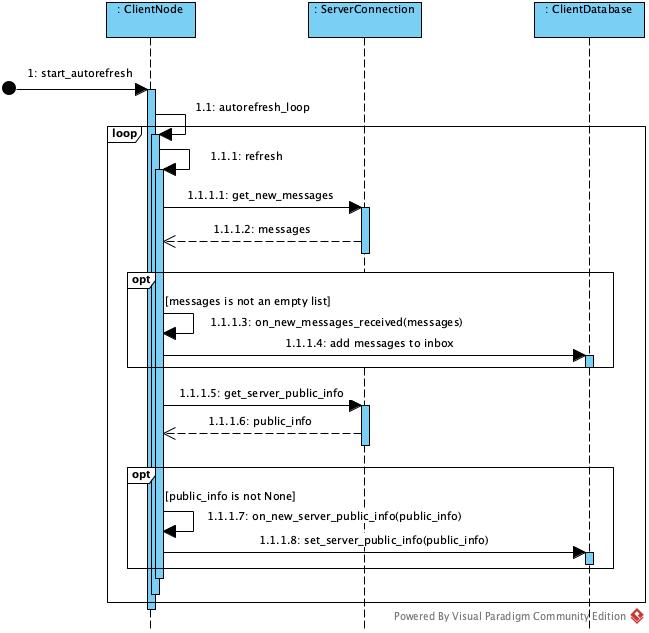 : ClientNode
: ServerConnection
: ClientDatabase
1: start_autorefresh
1.1: autorefresh_loop
loop
1.1.1: refresh
1.1.1.1: get_new_messages
1.1.1.2: messages
opt
[messages is not an empty list]
1.1.1.3: on_new_messages_received(messages)
1.1.1.4: add messages to inbox
1.1.1.5: get_server_public_info
1.1.1.6: public_info
opt
[public_info is not None]
1.1.1.7: on_new_server_public_info(public_info)
1.1.1.8: set_server_public_info(public_info)
Powered By Visual Paradigm Community Edition